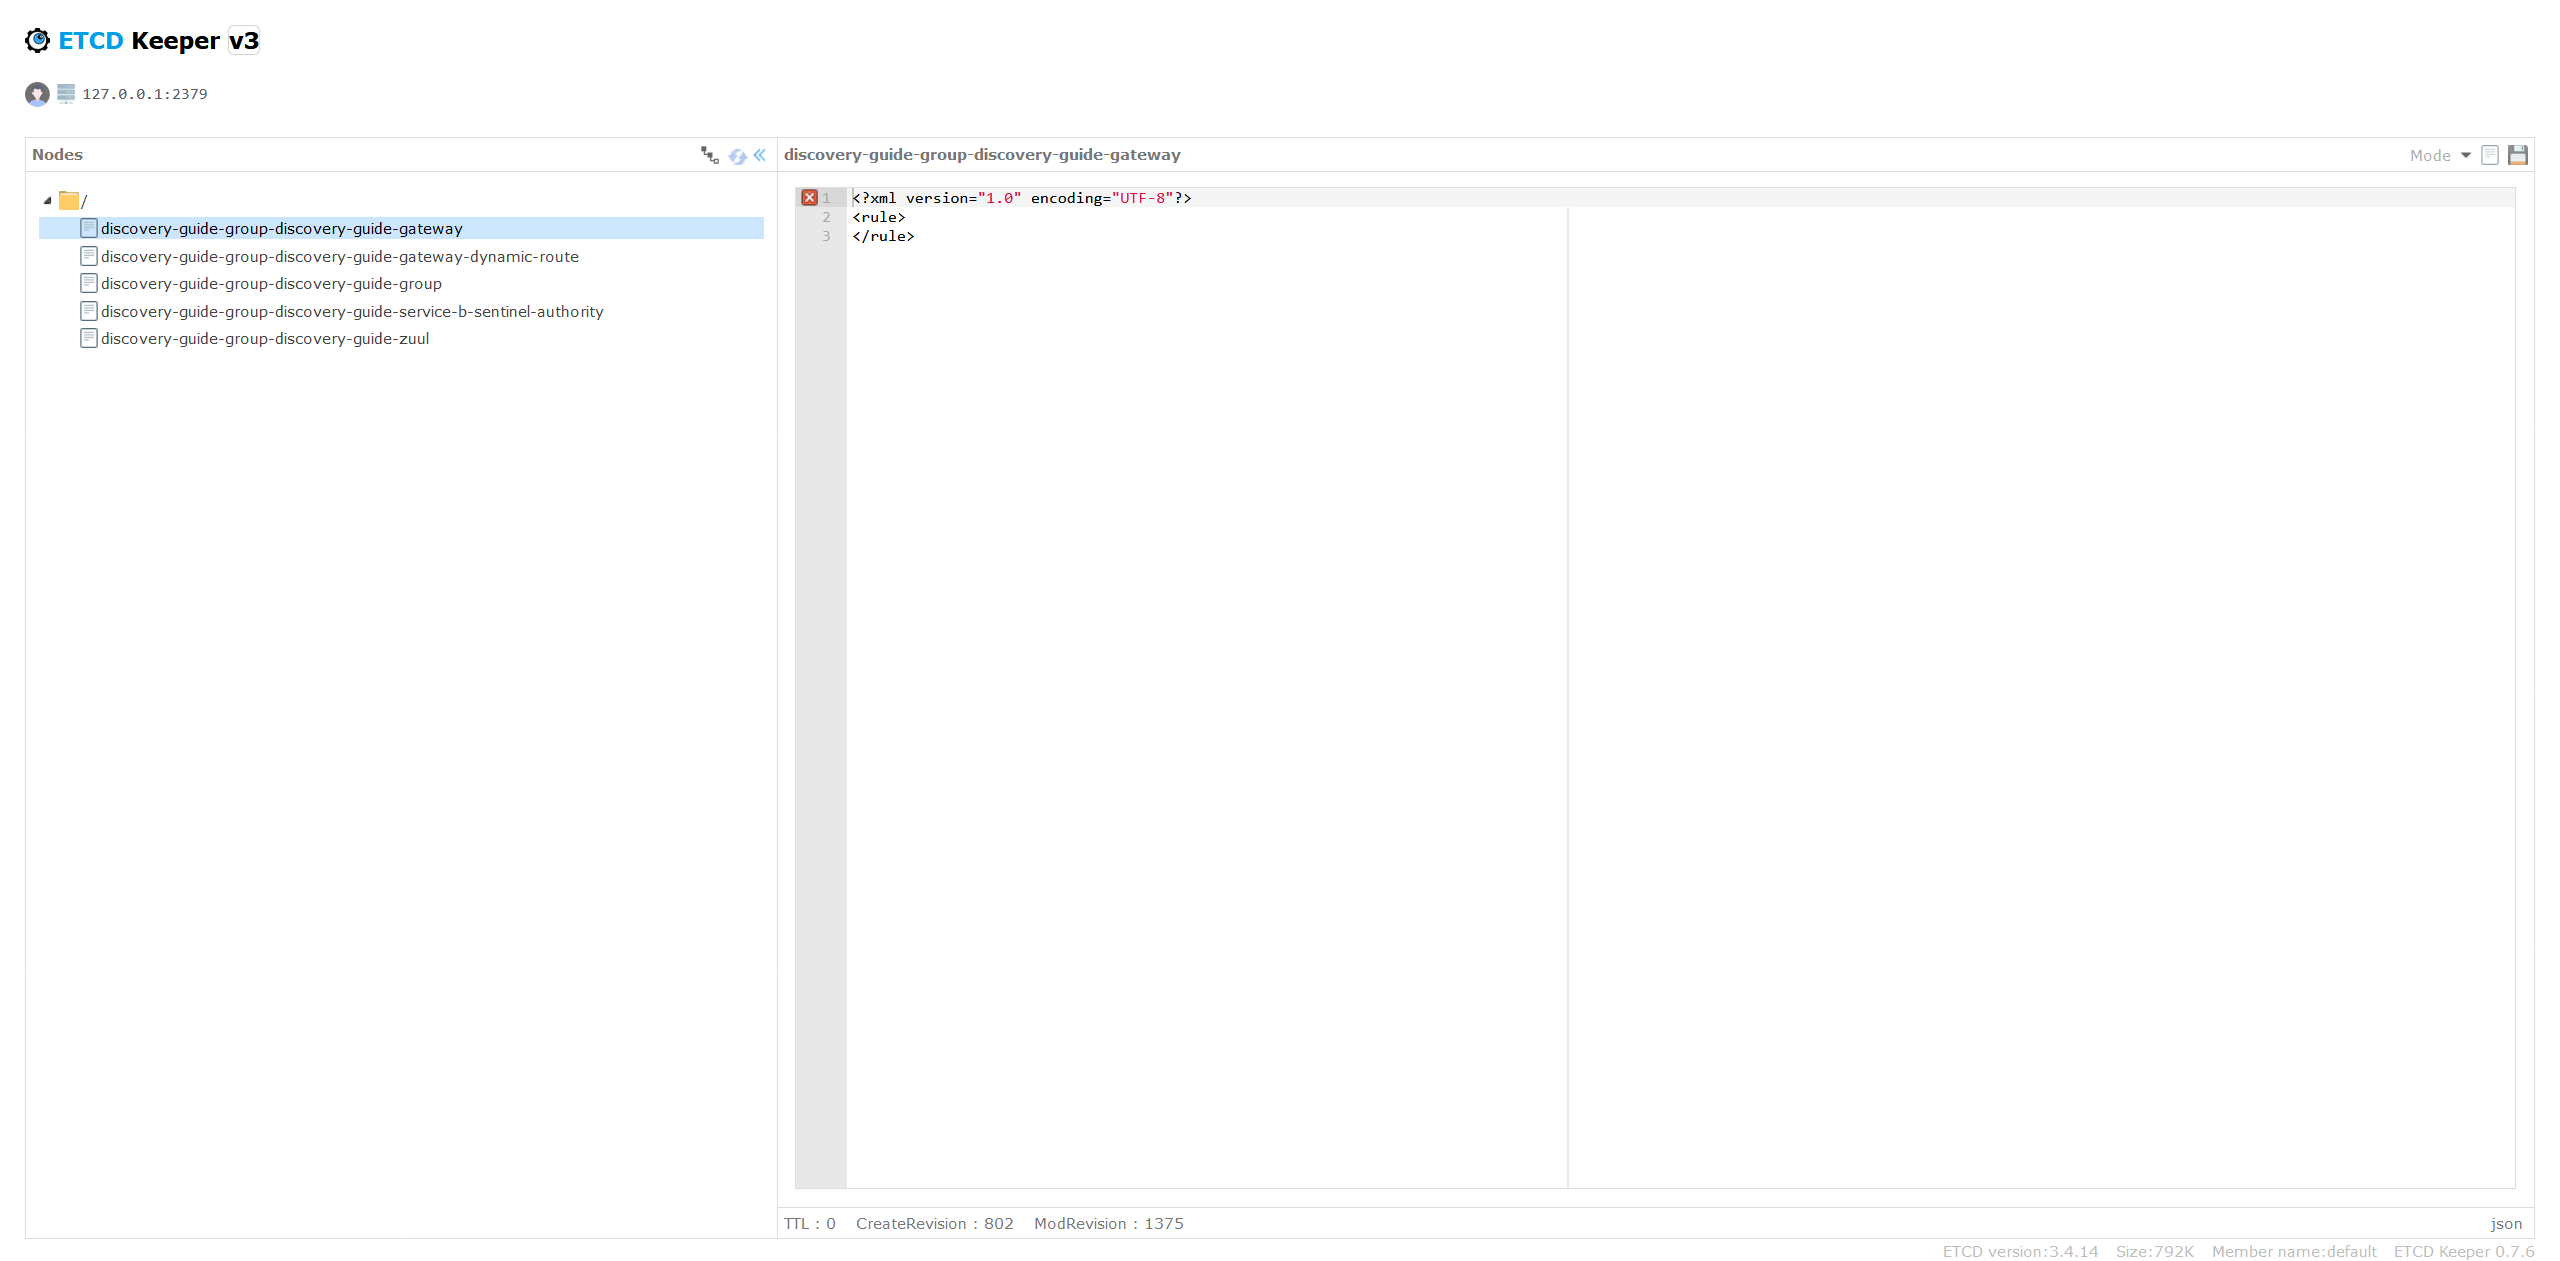 ETCD Keeper v3
127.0.0.1:2379
Nodes
/
discovery-guide-group-discovery-guide-gateway
discovery-guide-group-discovery-guide-gateway-dynamic-route
discovery-guide-group-discovery-guide-group
discovery-guide-group-discovery-guide-service-b-sentinel-authority
discovery-guide-group-discovery-guide-zuul
discovery-guide-group-discovery-guide-gateway
Mode
1 <?xml version="1.0" encoding="UTF-8"?>
2 <rule>
3 </rule>
TTL : 0 CreateRevision : 802 ModRevision : 1375
json
ETCD version:3.4.14 Size:792K Member name:default ETCD Keeper 0.7.6